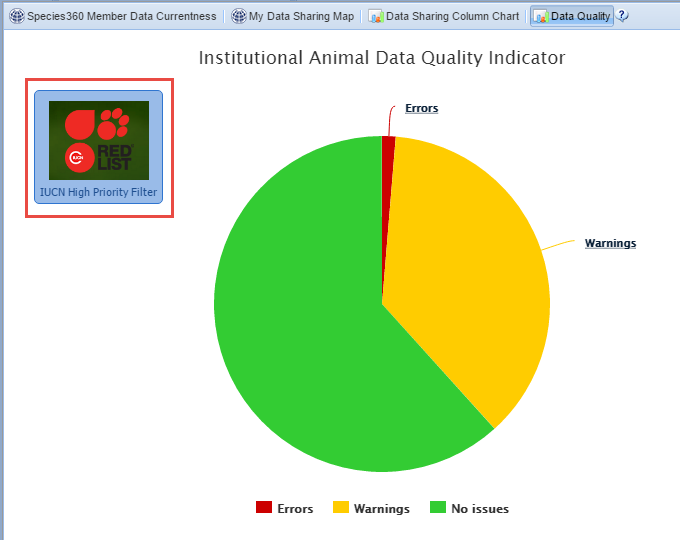 Species360 Member Data Currentness My Data Sharing Map Data Sharing Column Chart Data Quality ?
Institutional Animal Data Quality Indicator
IUCN
RED
LIST
IUCN High Priority Filter
Errors
Warnings
Errors Warnings No issues